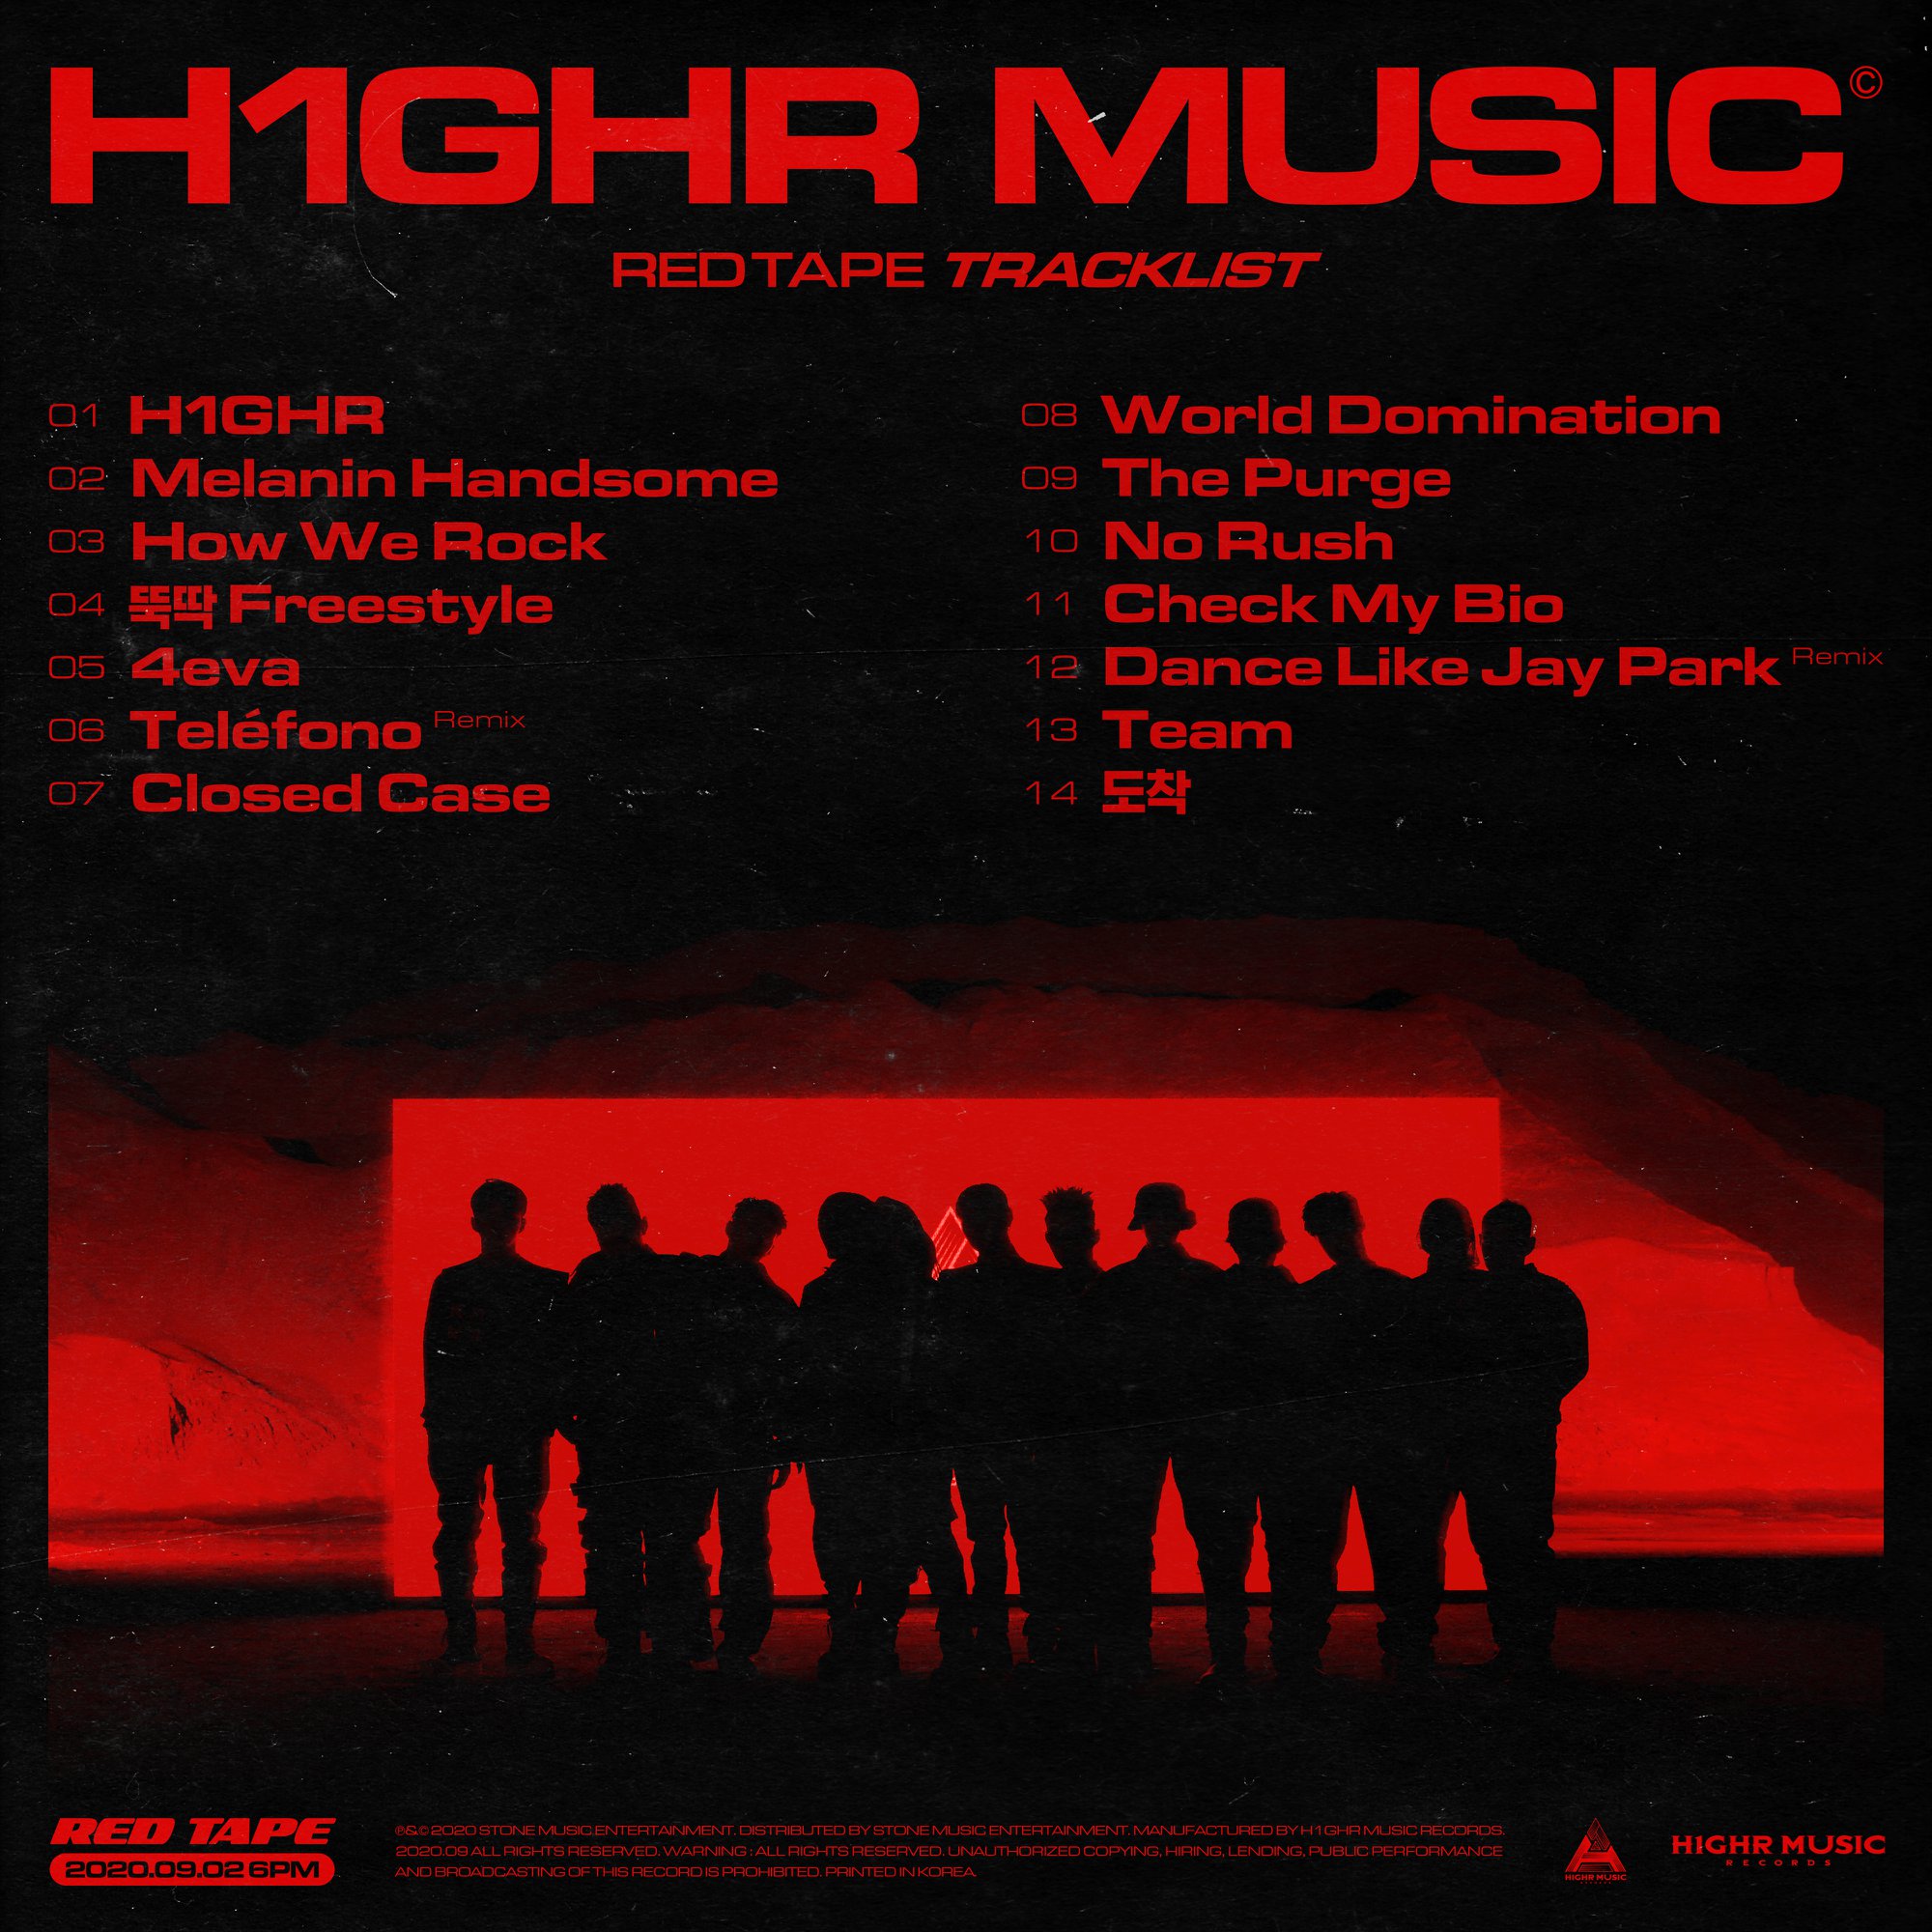 H1GHR MUSIC©
RED TAPE TRACKLIST
01 H1GHR
02 Melanin Handsome
03 How We Rock
04 뚝딱 Freestyle
05 4eva
06 Teléfono Remix
07 Closed Case
08 World Domination
09 The Purge
10 No Rush
11 Check My Bio
12 Dance Like Jay Park Remix
13 Team
14 도착
RED TAPE
2020.09.02 6PM
℗&© 2020 STONE MUSIC ENTERTAINMENT. DISTRIBUTED BY STONE MUSIC ENTERTAINMENT. MANUFACTURED BY H1GHR MUSIC RECORDS.
2020.09 ALL RIGHTS RESERVED. WARNING : ALL RIGHTS RESERVED. UNAUTHORIZED COPYING, HIRING, LENDING, PUBLIC PERFORMANCE
AND BROADCASTING OF THIS RECORD IS PROHIBITED. PRINTED IN KOREA.
H1GHR MUSIC
H1GHR MUSIC
RECORDS